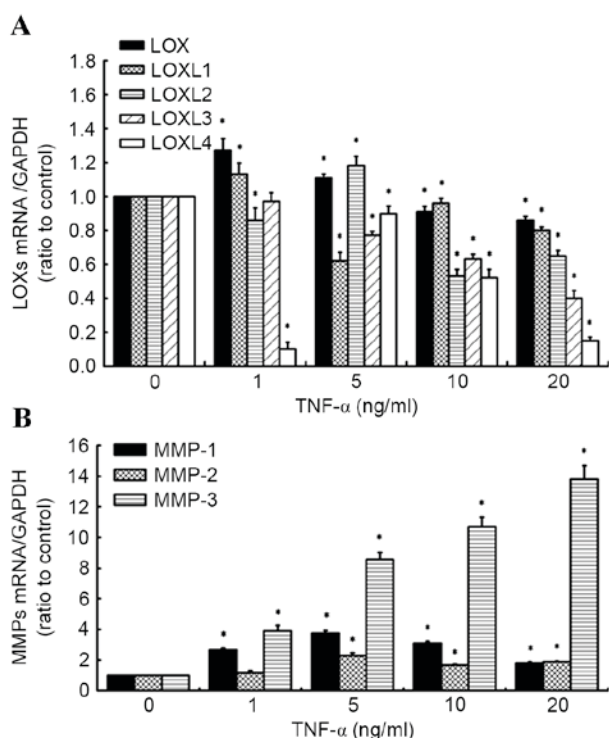 A
LOX
LOXL1
LOXL2
LOXL3
LOXL4
LOXs mRNA /GAPDH
(ratio to control)
1.8
1.6
1.4
1.2
1.0
0.8
0.6
0.4
0.2
0.0
* * * * * * * * * * * * * * * * * *
0 1 5 10 20
TNF-α (ng/ml)
B
MMP-1
MMP-2
MMP-3
MMPs mRNA/GAPDH
(ratio to control)
16
14
12
10
8
6
4
2
0
* * * * * * * * * * *
0 1 5 10 20
TNF-α (ng/ml)